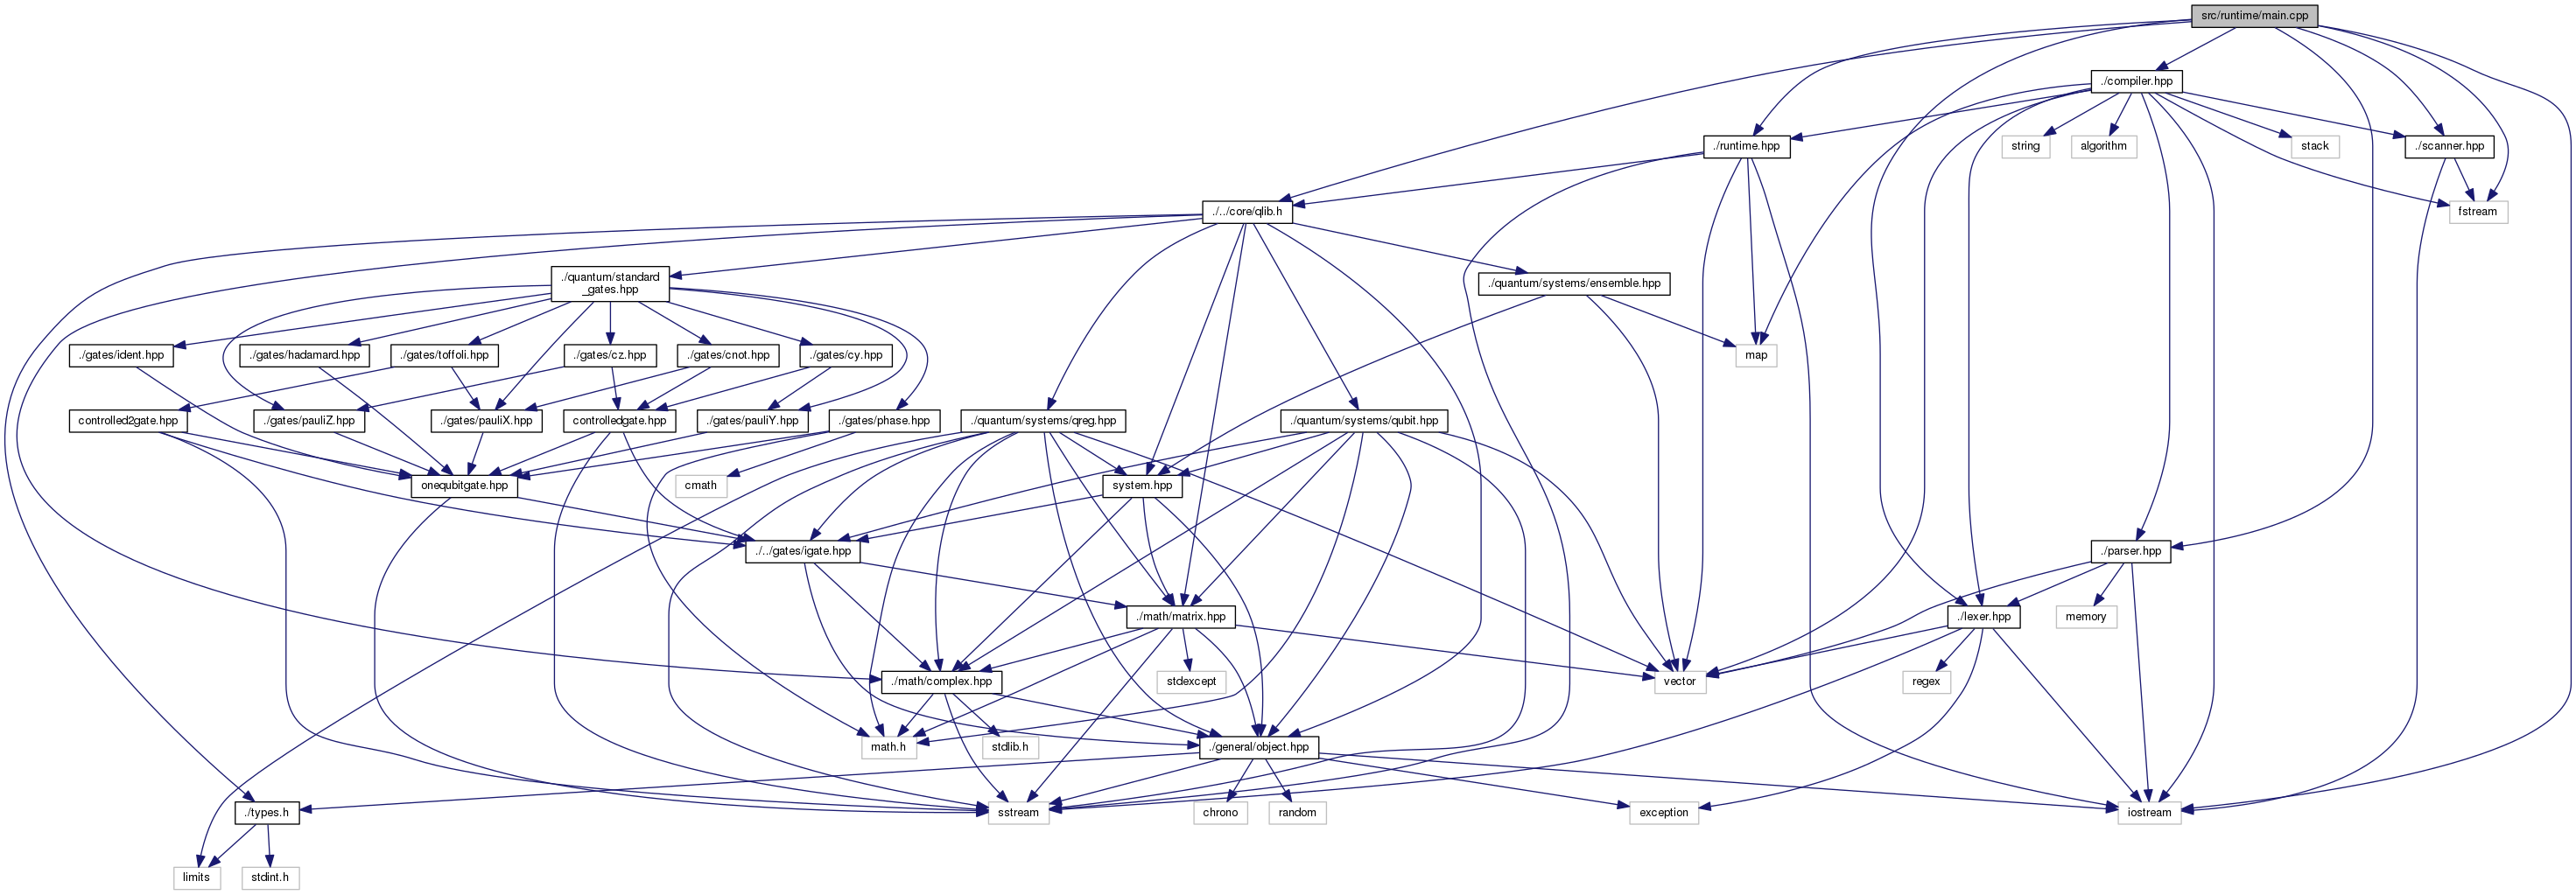 src/runtime/main.cpp
./compiler.hpp
./runtime.hpp
string
algorithm
stack
./scanner.hpp
./../core/qlib.h
fstream
./quantum/standard
_gates.hpp
./quantum/systems/ensemble.hpp
./gates/ident.hpp
./gates/hadamard.hpp
./gates/toffoli.hpp
./gates/cz.hpp
./gates/cnot.hpp
./gates/cy.hpp
map
controlled2gate.hpp
./gates/pauliZ.hpp
./gates/pauliX.hpp
controlledgate.hpp
./gates/pauliY.hpp
./gates/phase.hpp
./quantum/systems/qreg.hpp
./quantum/systems/qubit.hpp
onequbitgate.hpp
cmath
system.hpp
./../gates/igate.hpp
./parser.hpp
./math/matrix.hpp
memory
./lexer.hpp
./math/complex.hpp
stdexcept
vector
regex
math.h
stdlib.h
./general/object.hpp
./types.h
sstream
chrono
random
exception
iostream
limits
stdint.h